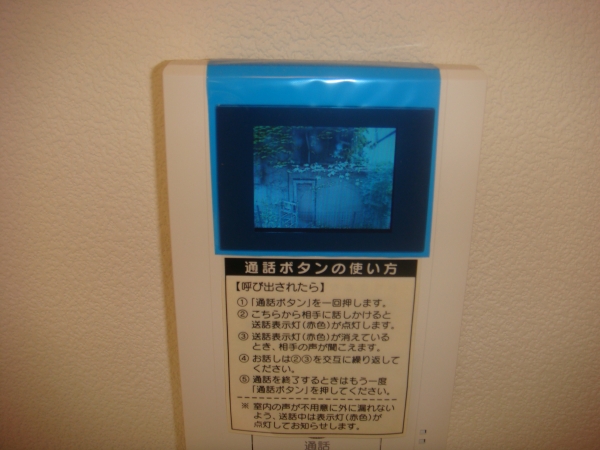 通話ボタンの使い方
【呼び出されたら】
①「通話ボタン」を一回押します。
② こちらから相手に話しかけると
送話表示灯(赤色)が点灯します。
③ 送話表示灯(赤色)が消えている
とき、相手の声が聞こえます。
④ お話しは②③を交互に繰り返して
ください。
⑤ 通話を終了するときはもう一度
「通話ボタン」を押してください。
※ 室内の声が不用意に外に漏れない
よう、送話中は表示灯(赤色)が
点灯してお知らせします。
通話